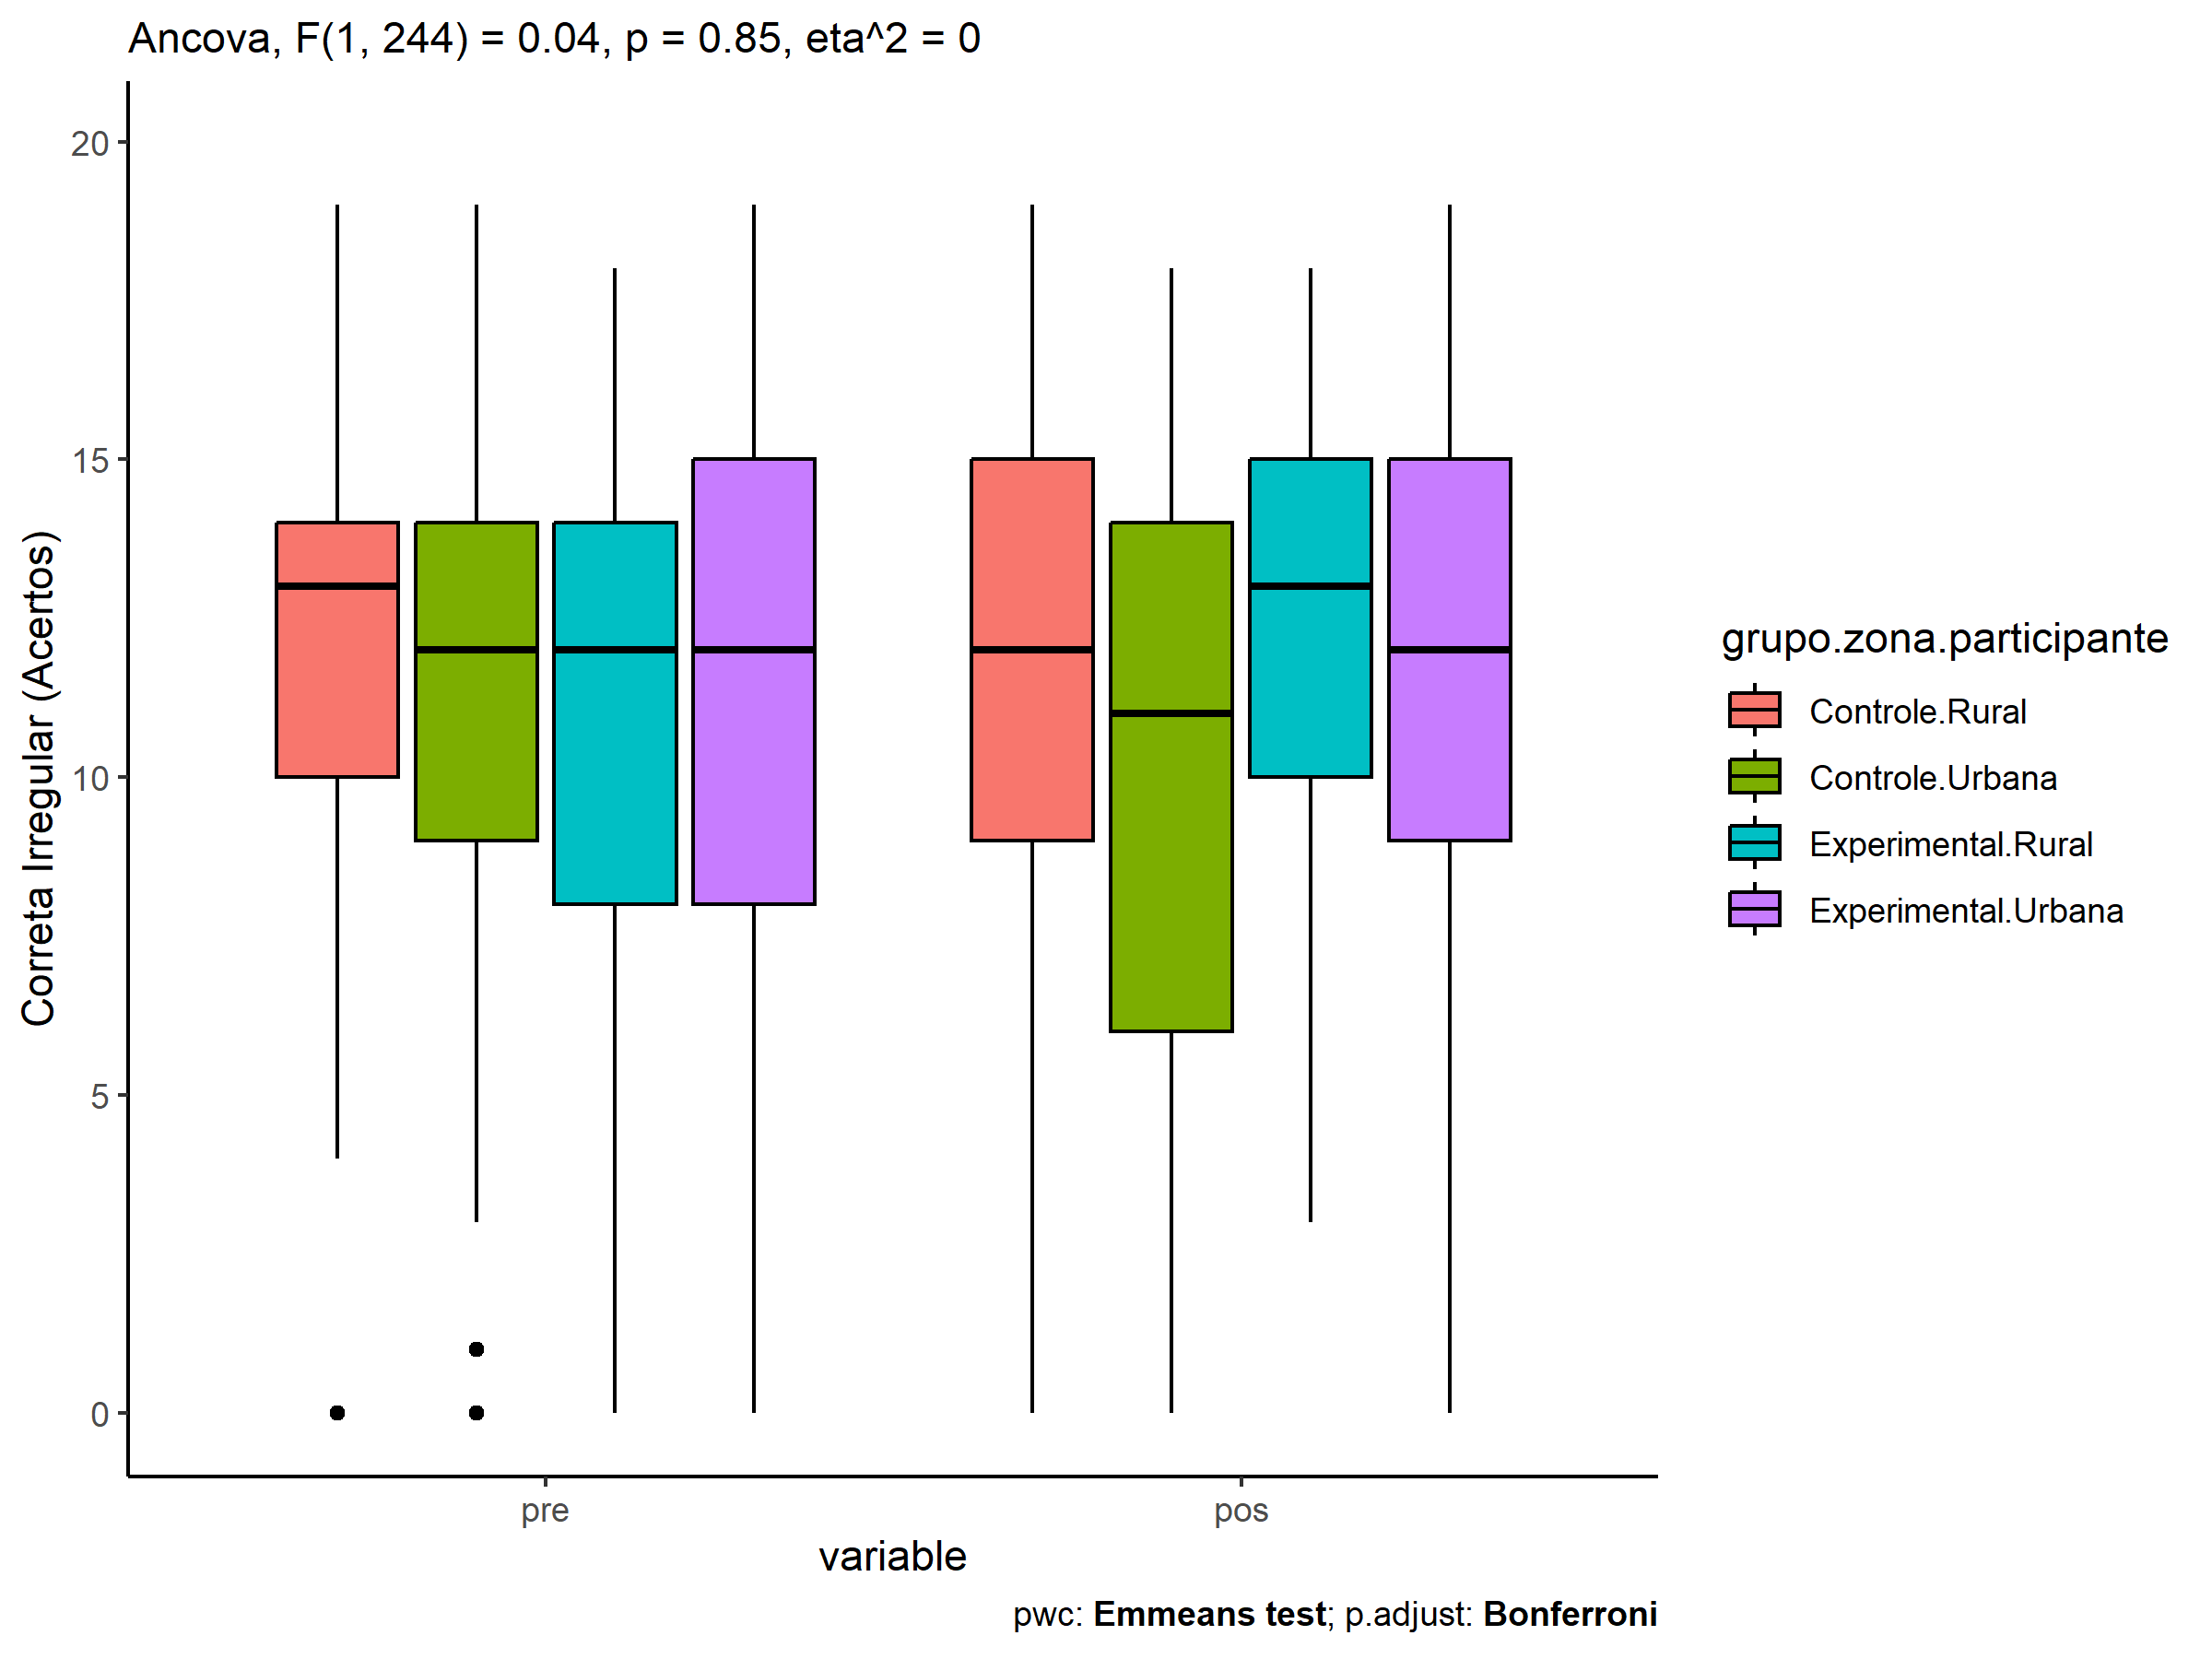 Ancova, F(1, 244) = 0.04, p = 0.85, eta^2 = 0
Correta Irregular (Acertos)
20
15
10
5
0
pre
pos
variable
grupo.zona.participante
Controle.Rural
Controle.Urbana
Experimental.Rural
Experimental.Urbana
pwc: Emmeans test; p.adjust: Bonferroni